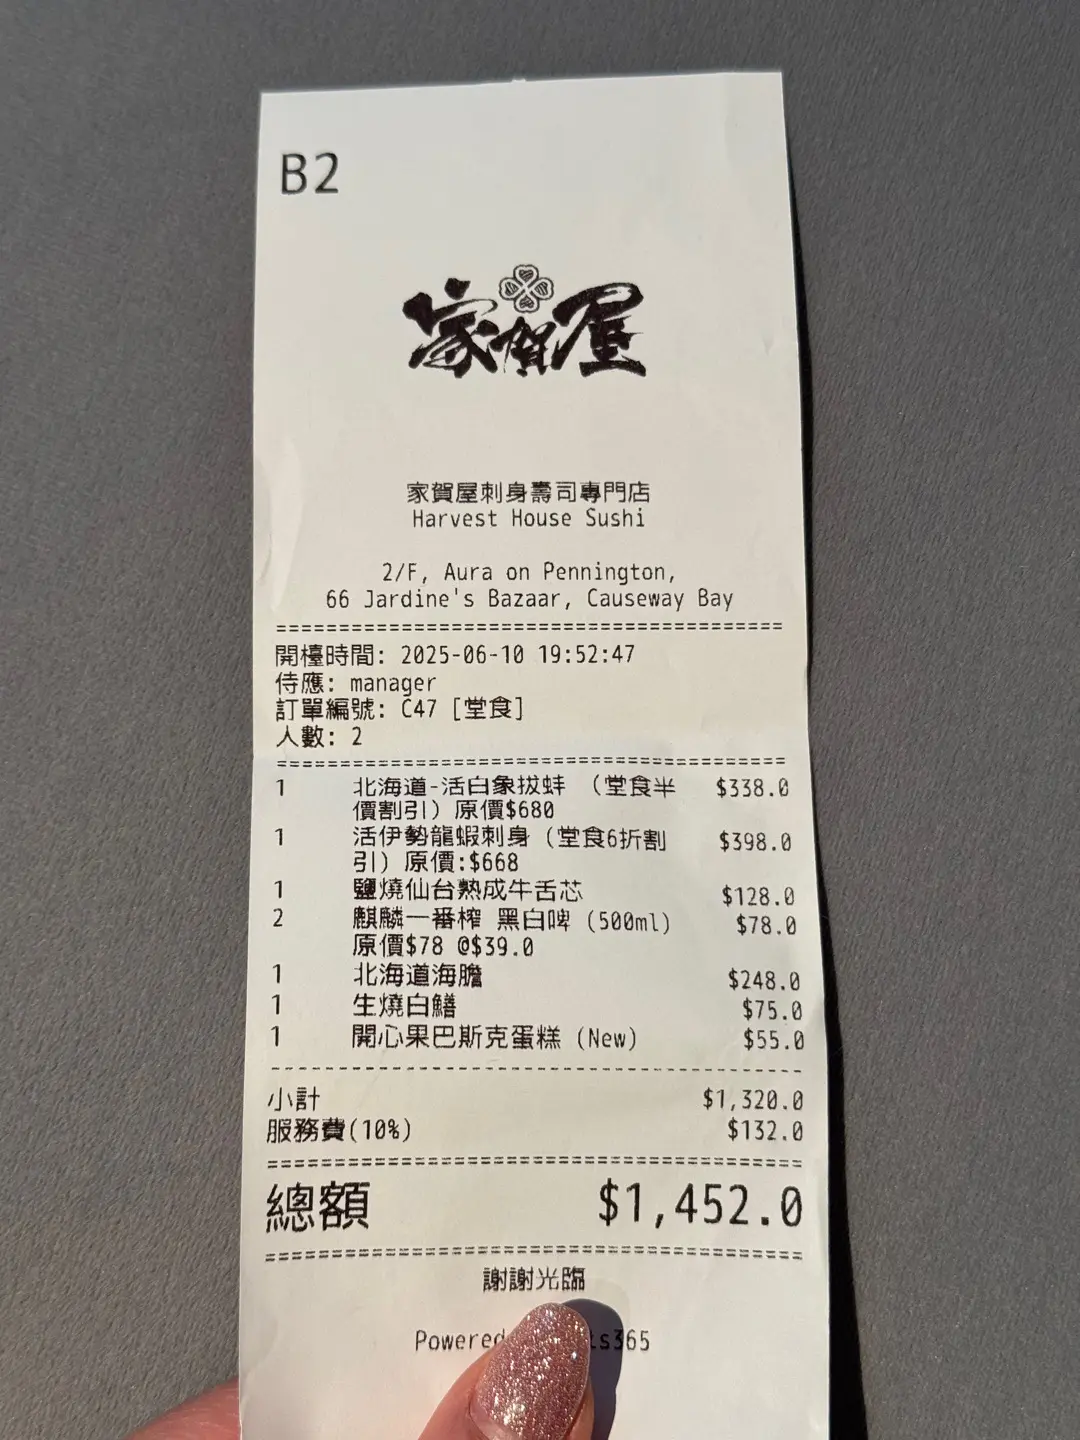 B2
家賀屋
家賀屋刺身壽司專門店
Harvest House Sushi
2/F, Aura on Pennington,
66 Jardine's Bazaar, Causeway Bay
========================================
開檯時間: 2025-06-10 19:52:47
侍應: manager
訂單編號: C47 [堂食]
人數: 2
========================================
1 北海道-活白象拔蚌 (堂食半 $338.0
價割引) 原價$680
1 活伊勢龍蝦刺身 (堂食6折割 $398.0
引) 原價:$668
1 鹽燒仙台熟成牛舌芯 $128.0
2 麒麟一番榨 黑白啤 (500ml) $78.0
原價$78 @$39.0
1 北海道海膽 $248.0
1 生燒白鱔 $75.0
1 開心果巴斯克蛋糕 (New) $55.0
----------------------------------------
小計 $1,320.0
服務費(10%) $132.0
========================================
總額 $1,452.0
========================================
謝謝光臨
Powered ts365